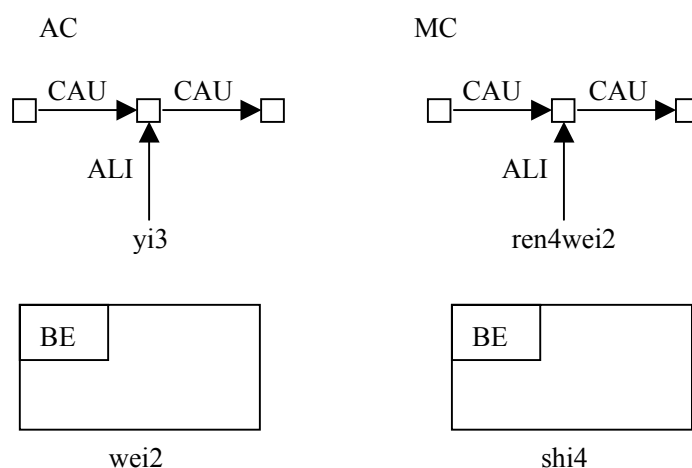 AC MC
CAU CAU CAU CAU
ALI ALI
yi3 ren4wei2
BE BE
wei2 shi4